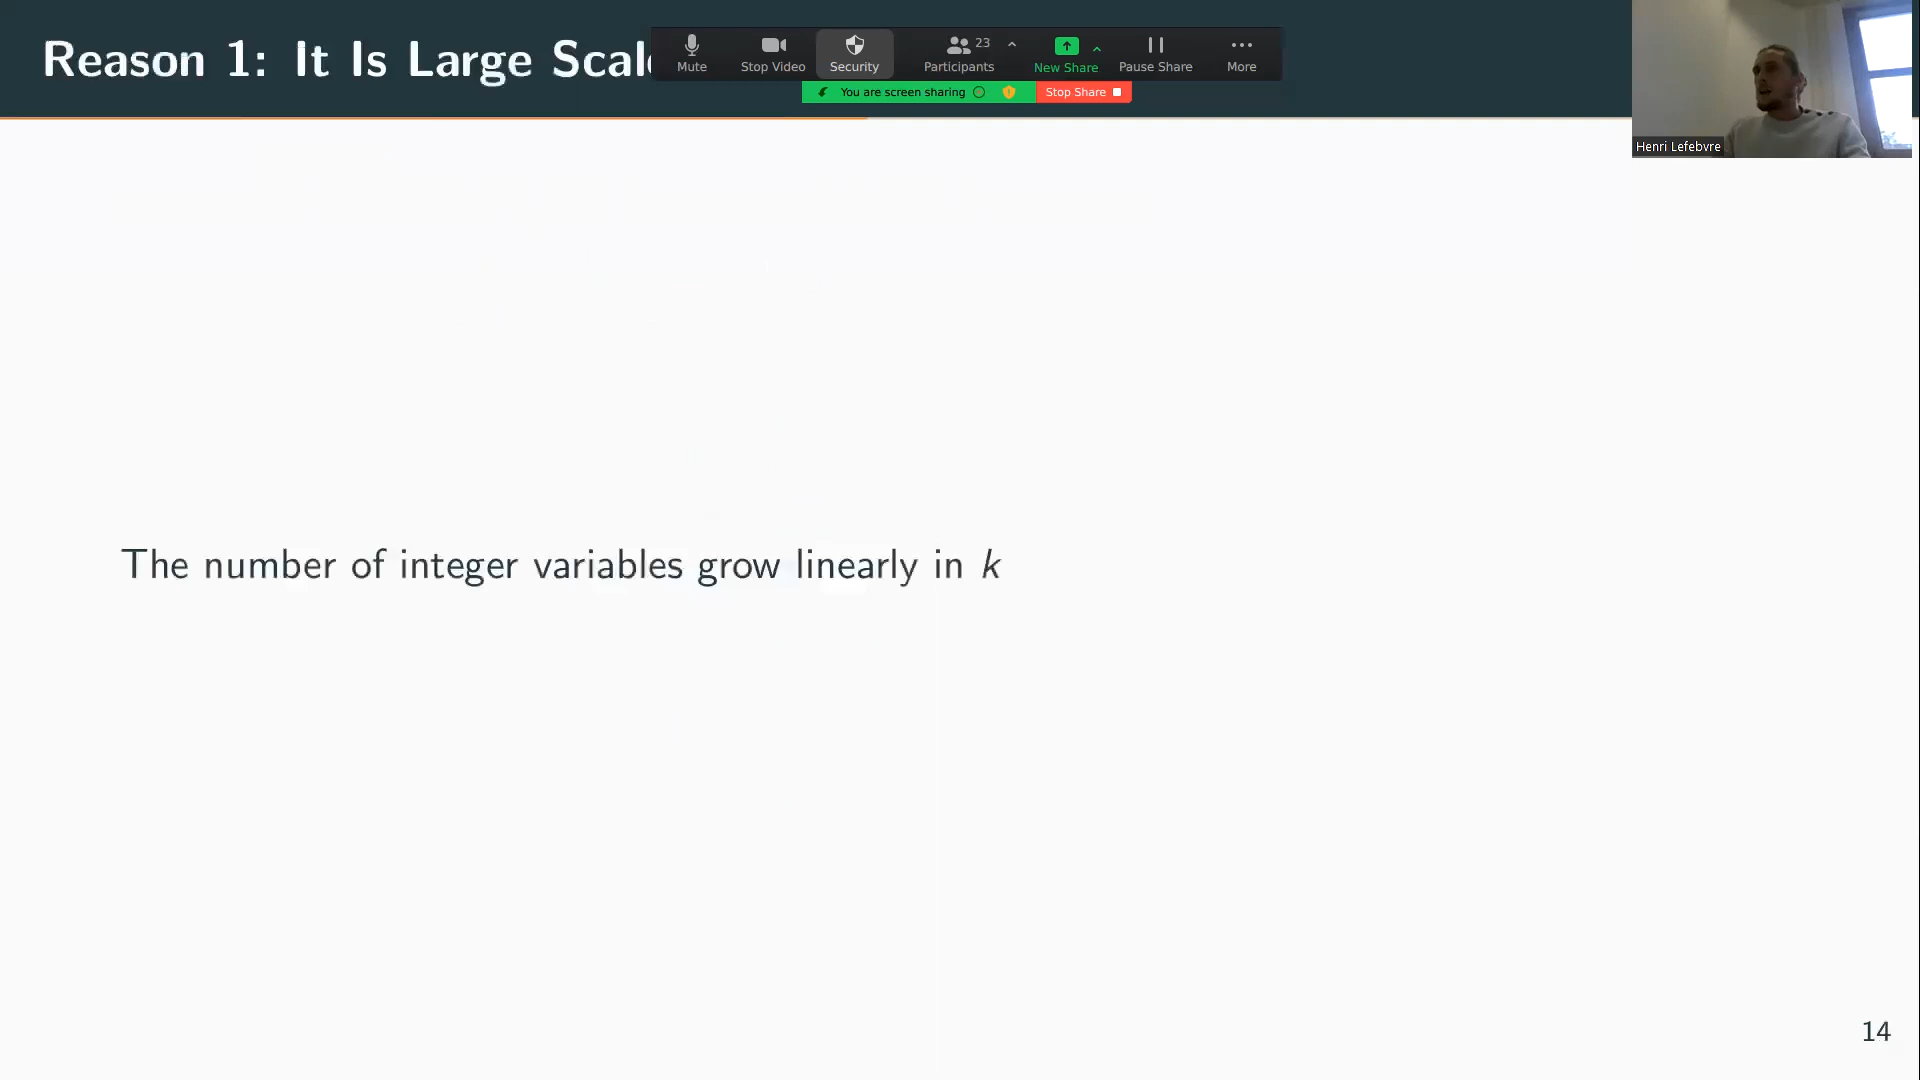 Reason 1: It Is Large Scal
Mute
Stop Video
Security
Participants
23
New Share
Pause Share
More
You are screen sharing
Stop Share
Henri Lefebvre
The number of integer variables grow linearly in k
14